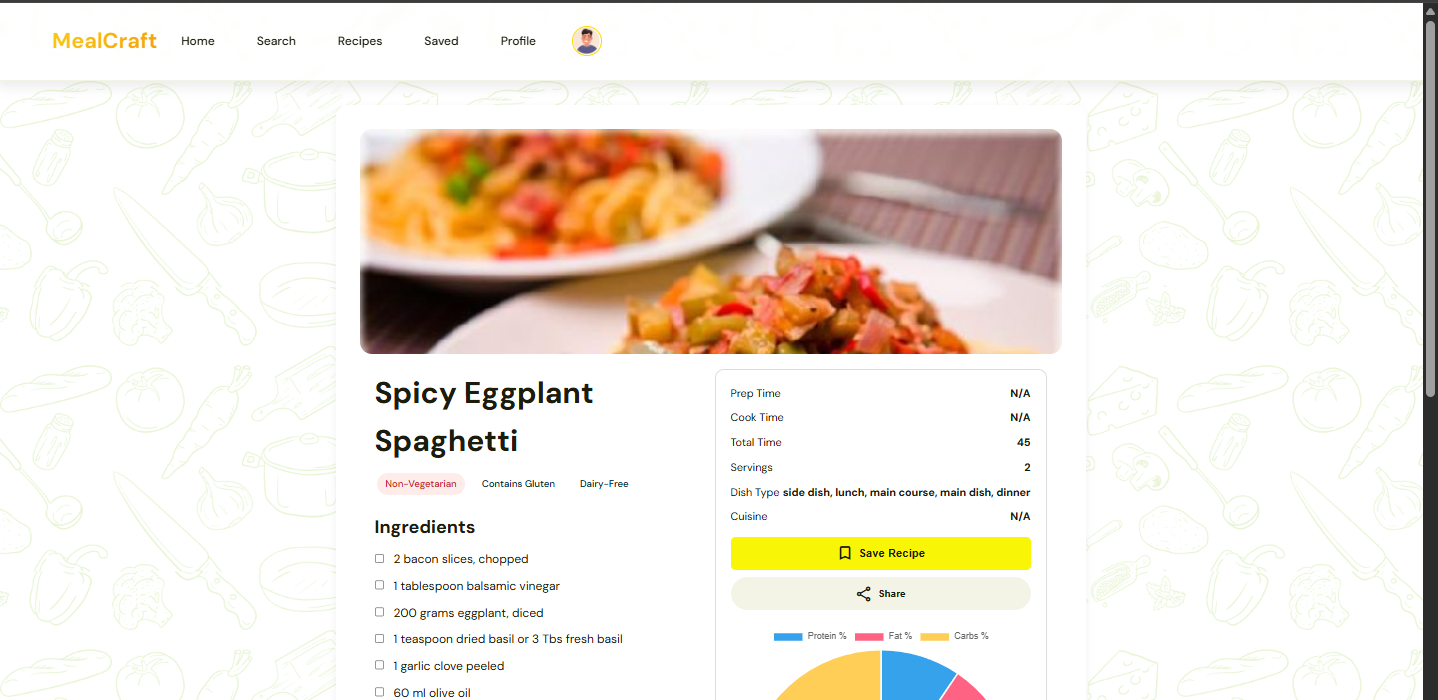 MealCraft Home Search Recipes Saved Profile
Spicy Eggplant
Spaghetti
Non-Vegetarian Contains Gluten Dairy-Free
Ingredients
2 bacon slices, chopped
1 tablespoon balsamic vinegar
200 grams eggplant, diced
1 teaspoon dried basil or 3 Tbs fresh basil
1 garlic clove peeled
60 ml olive oil
Prep Time N/A
Cook Time N/A
Total Time 45
Servings 2
Dish Type side dish, lunch, main course, main dish, dinner
Cuisine N/A
Save Recipe
Share
Protein % Fat % Carbs %